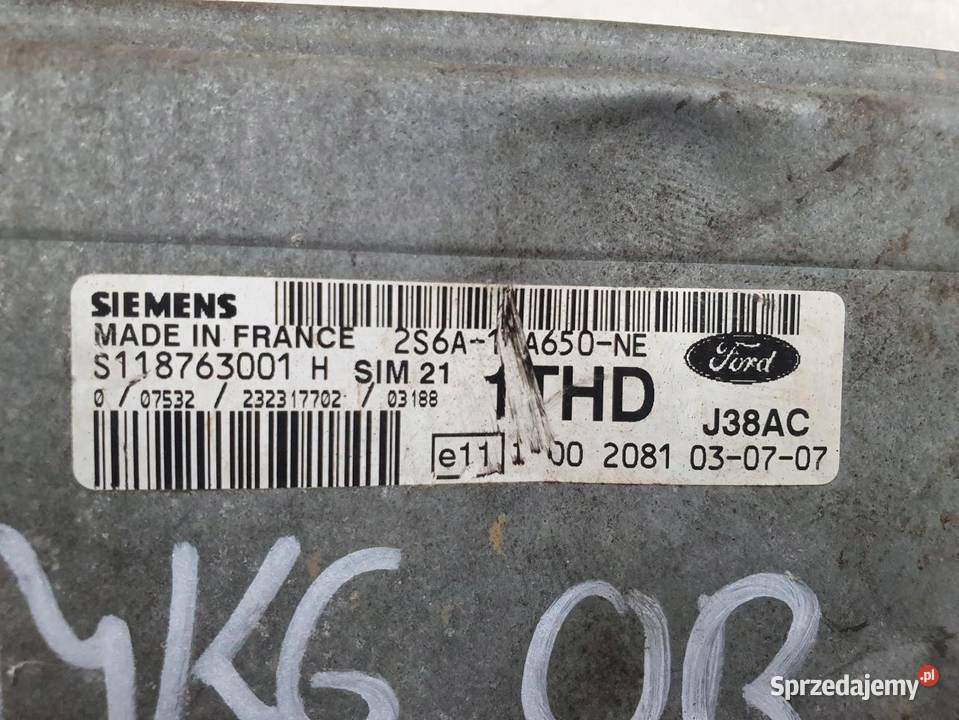 SIEMENS
MADE IN FRANCE
S118763001 H SIM 21
0 / 07532 / 232317702 / 03188
2S6A- A650-NE
THD
Ford
J38AC
e11 00 2081 03-07-07
Sprzedajemy.pl